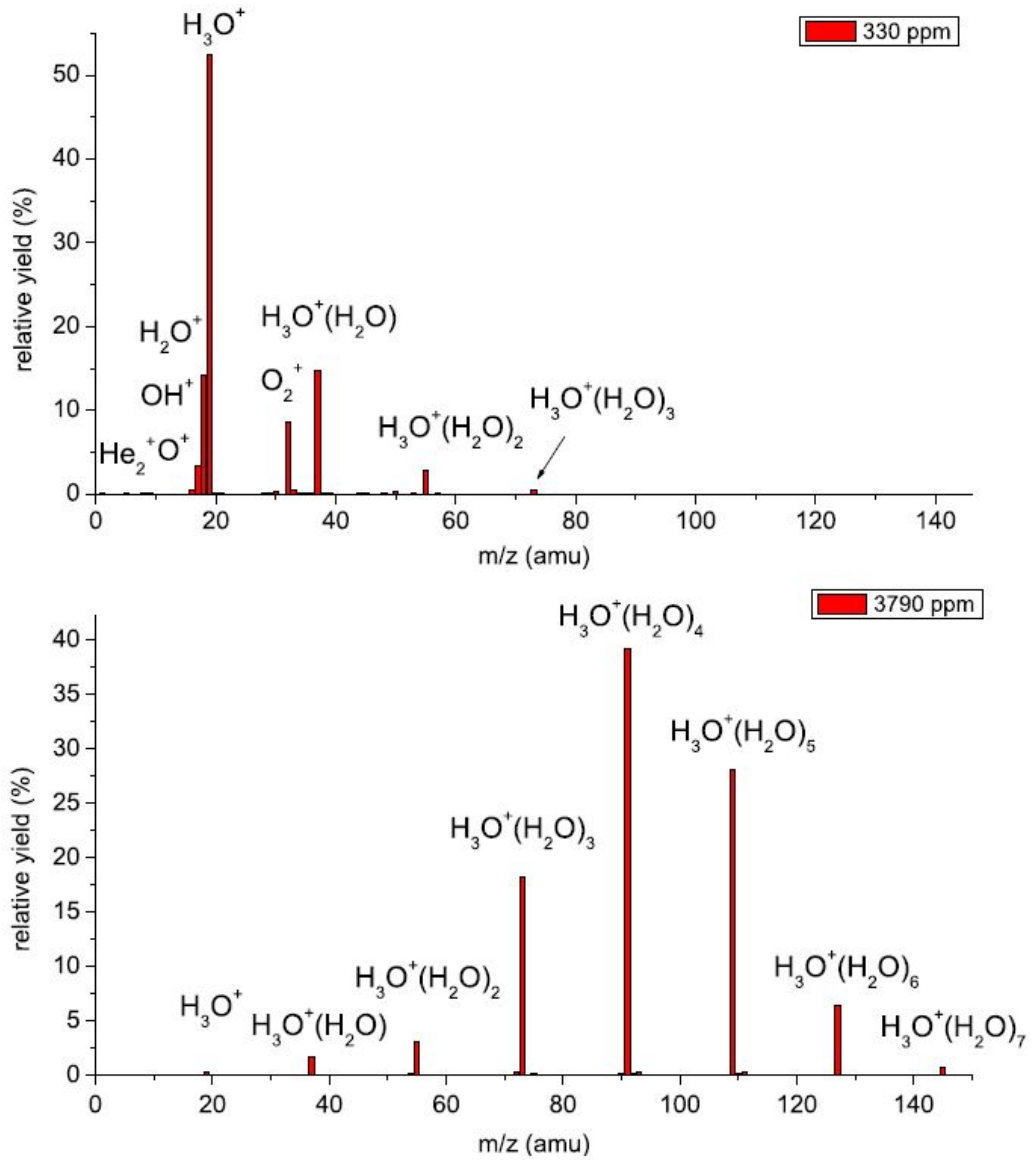 H₃O⁺
330 ppm
50
40
30
20
10
0
relative yield (%)
H₂O⁺
OH⁺
He₂⁺O⁺
O₂⁺
H₃O⁺(H₂O)
H₃O⁺(H₂O)₂
H₃O⁺(H₂O)₃
0 20 40 60 80 100 120 140
m/z (amu)
3790 ppm
40
35
30
25
20
15
10
5
0
relative yield (%)
H₃O⁺(H₂O)₄
H₃O⁺(H₂O)₅
H₃O⁺(H₂O)₃
H₃O⁺(H₂O)₆
H₃O⁺(H₂O)₂
H₃O⁺
H₃O⁺(H₂O)
H₃O⁺(H₂O)₇
0 20 40 60 80 100 120 140
m/z (amu)